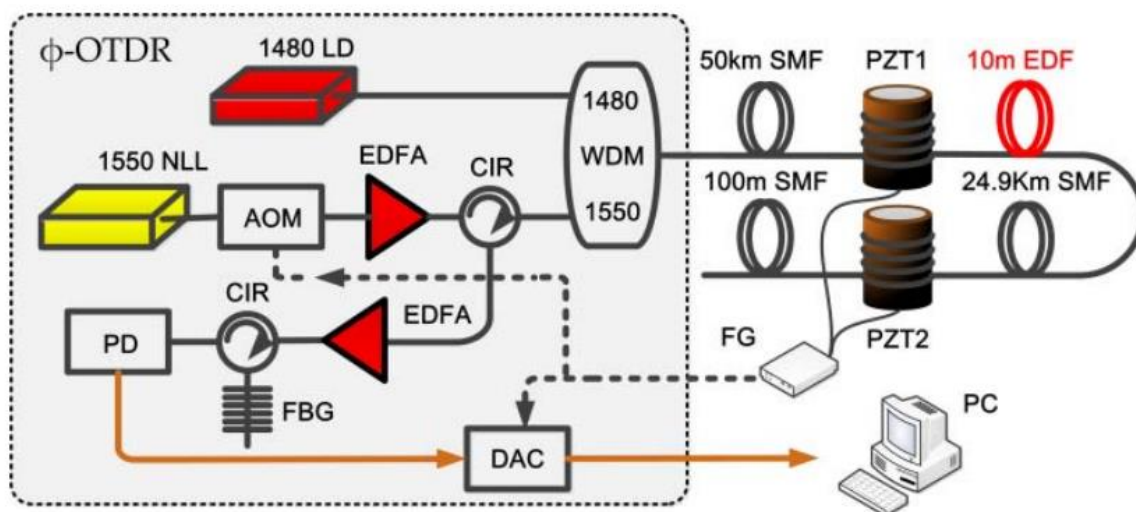 ϕ-OTDR
1480 LD
50km SMF
PZT1
10m EDF
1480
WDM
1550
1550 NLL
EDFA
CIR
AOM
100m SMF
24.9Km SMF
CIR
EDFA
PD
FBG
FG
PZT2
DAC
PC